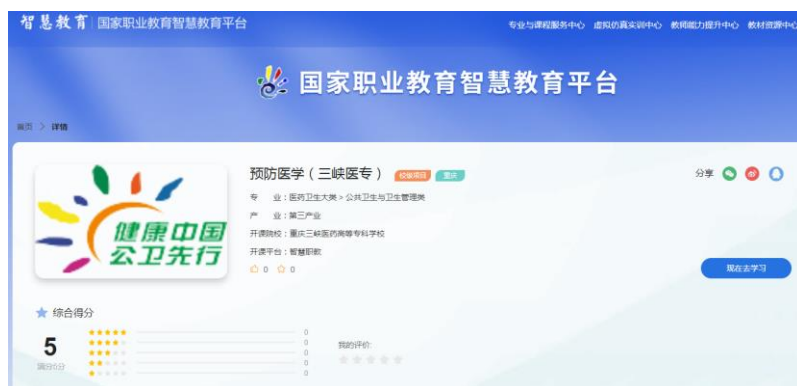 智慧教育 国家职业教育智慧教育平台
专业与课程服务中心 虚拟仿真实训中心 教师能力提升中心 教材资源中心
国家职业教育智慧教育平台
首页 > 详情
预防医学（三峡医专） 校级项目 重庆
分享
健康中国
公卫先行
专 业：医药卫生大类 > 公共卫生与卫生管理类
产 业：第三产业
开课院校：重庆三峡医药高等专科学校
开课平台：智慧职教
0 0
现在去学习
综合得分
5
满分5分
0
0
0
0
0
我的评价: